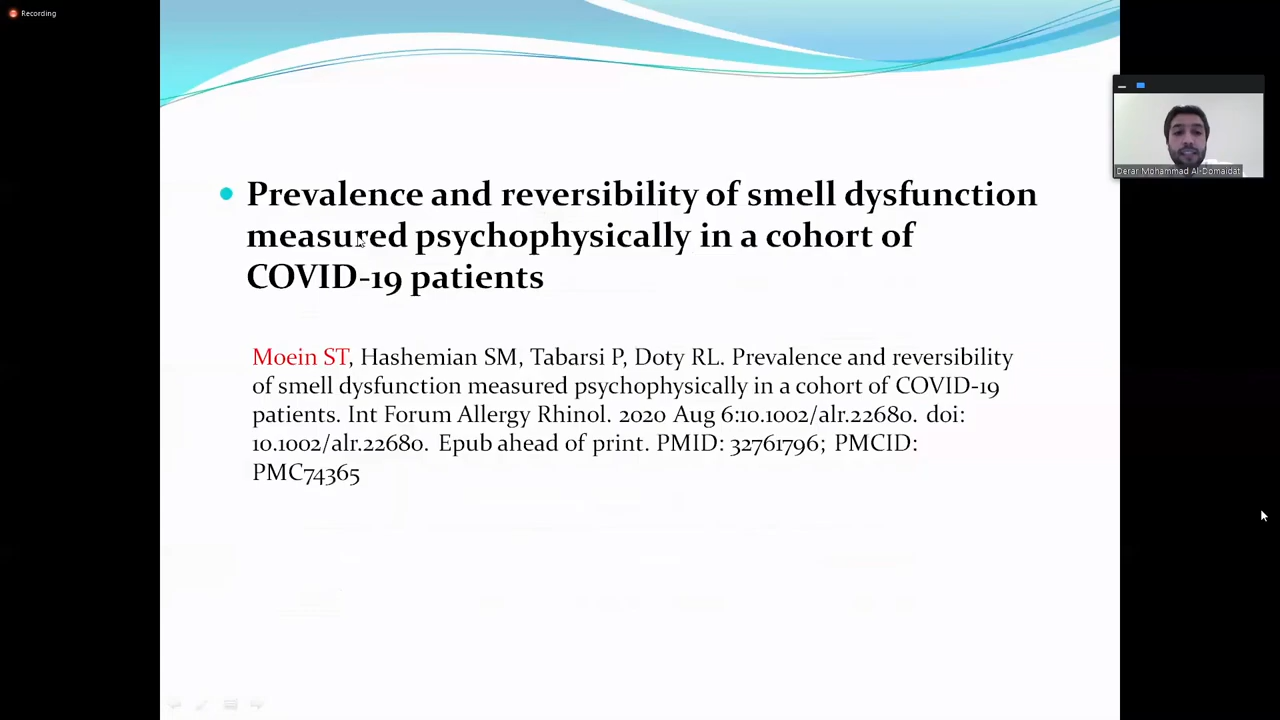 Recording
Prevalence and reversibility of smell dysfunction
measured psychophysically in a cohort of
COVID-19 patients
Moein ST, Hashemian SM, Tabarsi P, Doty RL. Prevalence and reversibility
of smell dysfunction measured psychophysically in a cohort of COVID-19
patients. Int Forum Allergy Rhinol. 2020 Aug 6:10.1002/alr.22680. doi:
10.1002/alr.22680. Epub ahead of print. PMID: 32761796; PMCID:
PMC74365
Derar Mohammad Al-Domaidat